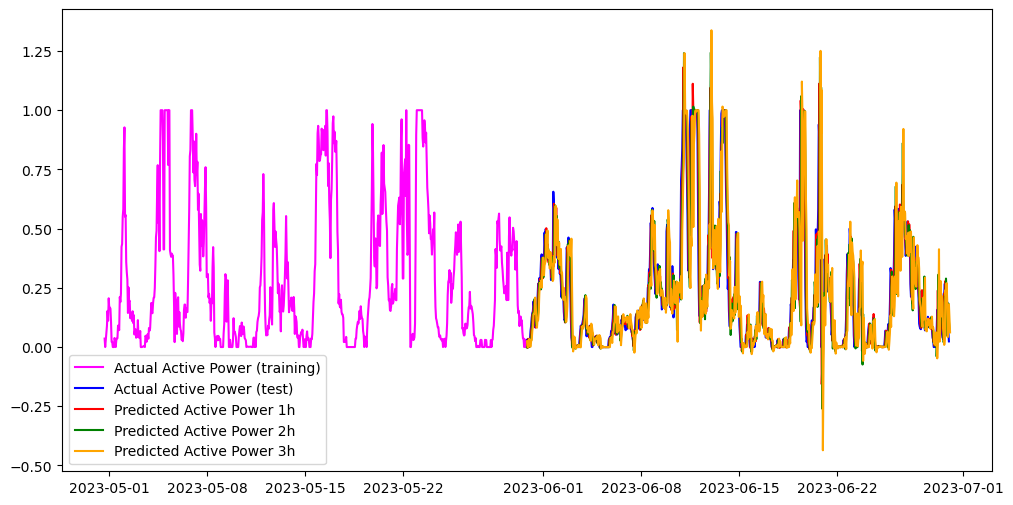 1.25
1.00
0.75
0.50
0.25
0.00
−0.25
−0.50
Actual Active Power (training)
Actual Active Power (test)
Predicted Active Power 1h
Predicted Active Power 2h
Predicted Active Power 3h
2023-05-01 2023-05-08 2023-05-15 2023-05-22 2023-06-01 2023-06-08 2023-06-15 2023-06-22 2023-07-01